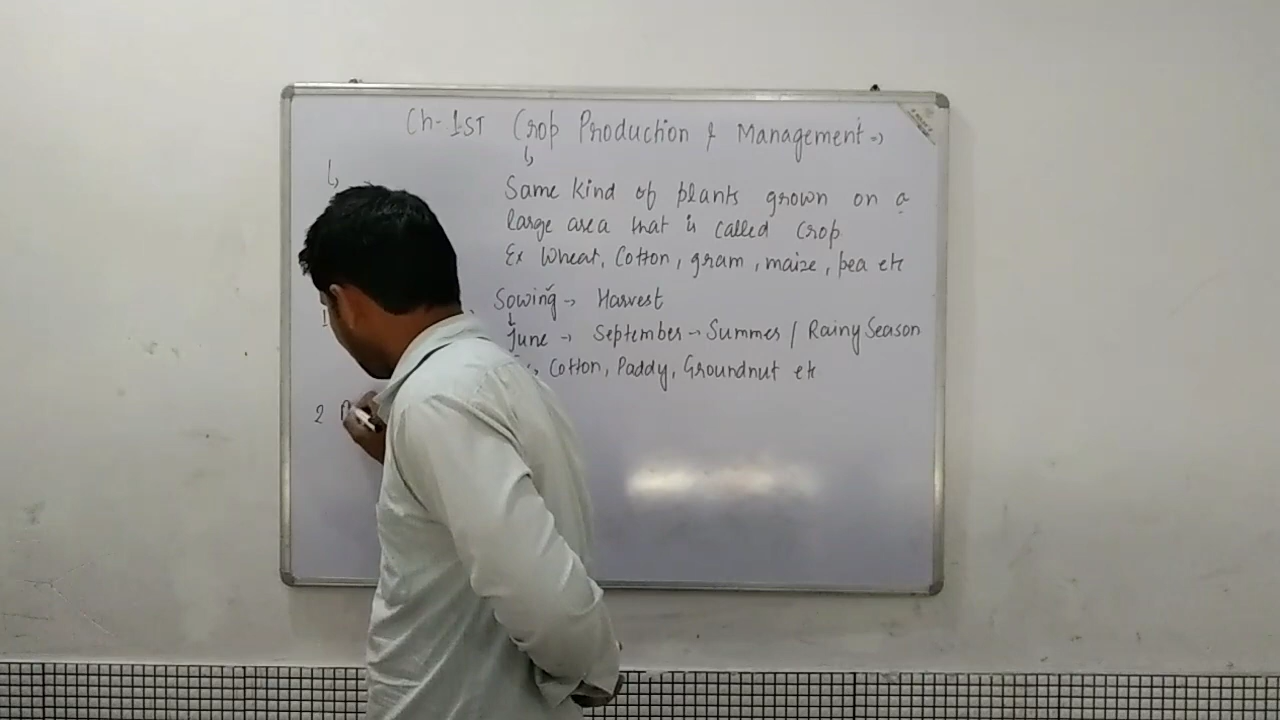 Ch-1ST Crop Production & Management
Same kind of plants grown on a
large area that is called Crop
Ex Wheat, Cotton, gram, maize, pea etc
Sowing → Harvest
June → September → Summer / Rainy Season
Cotton, Paddy, Groundnut etc
2